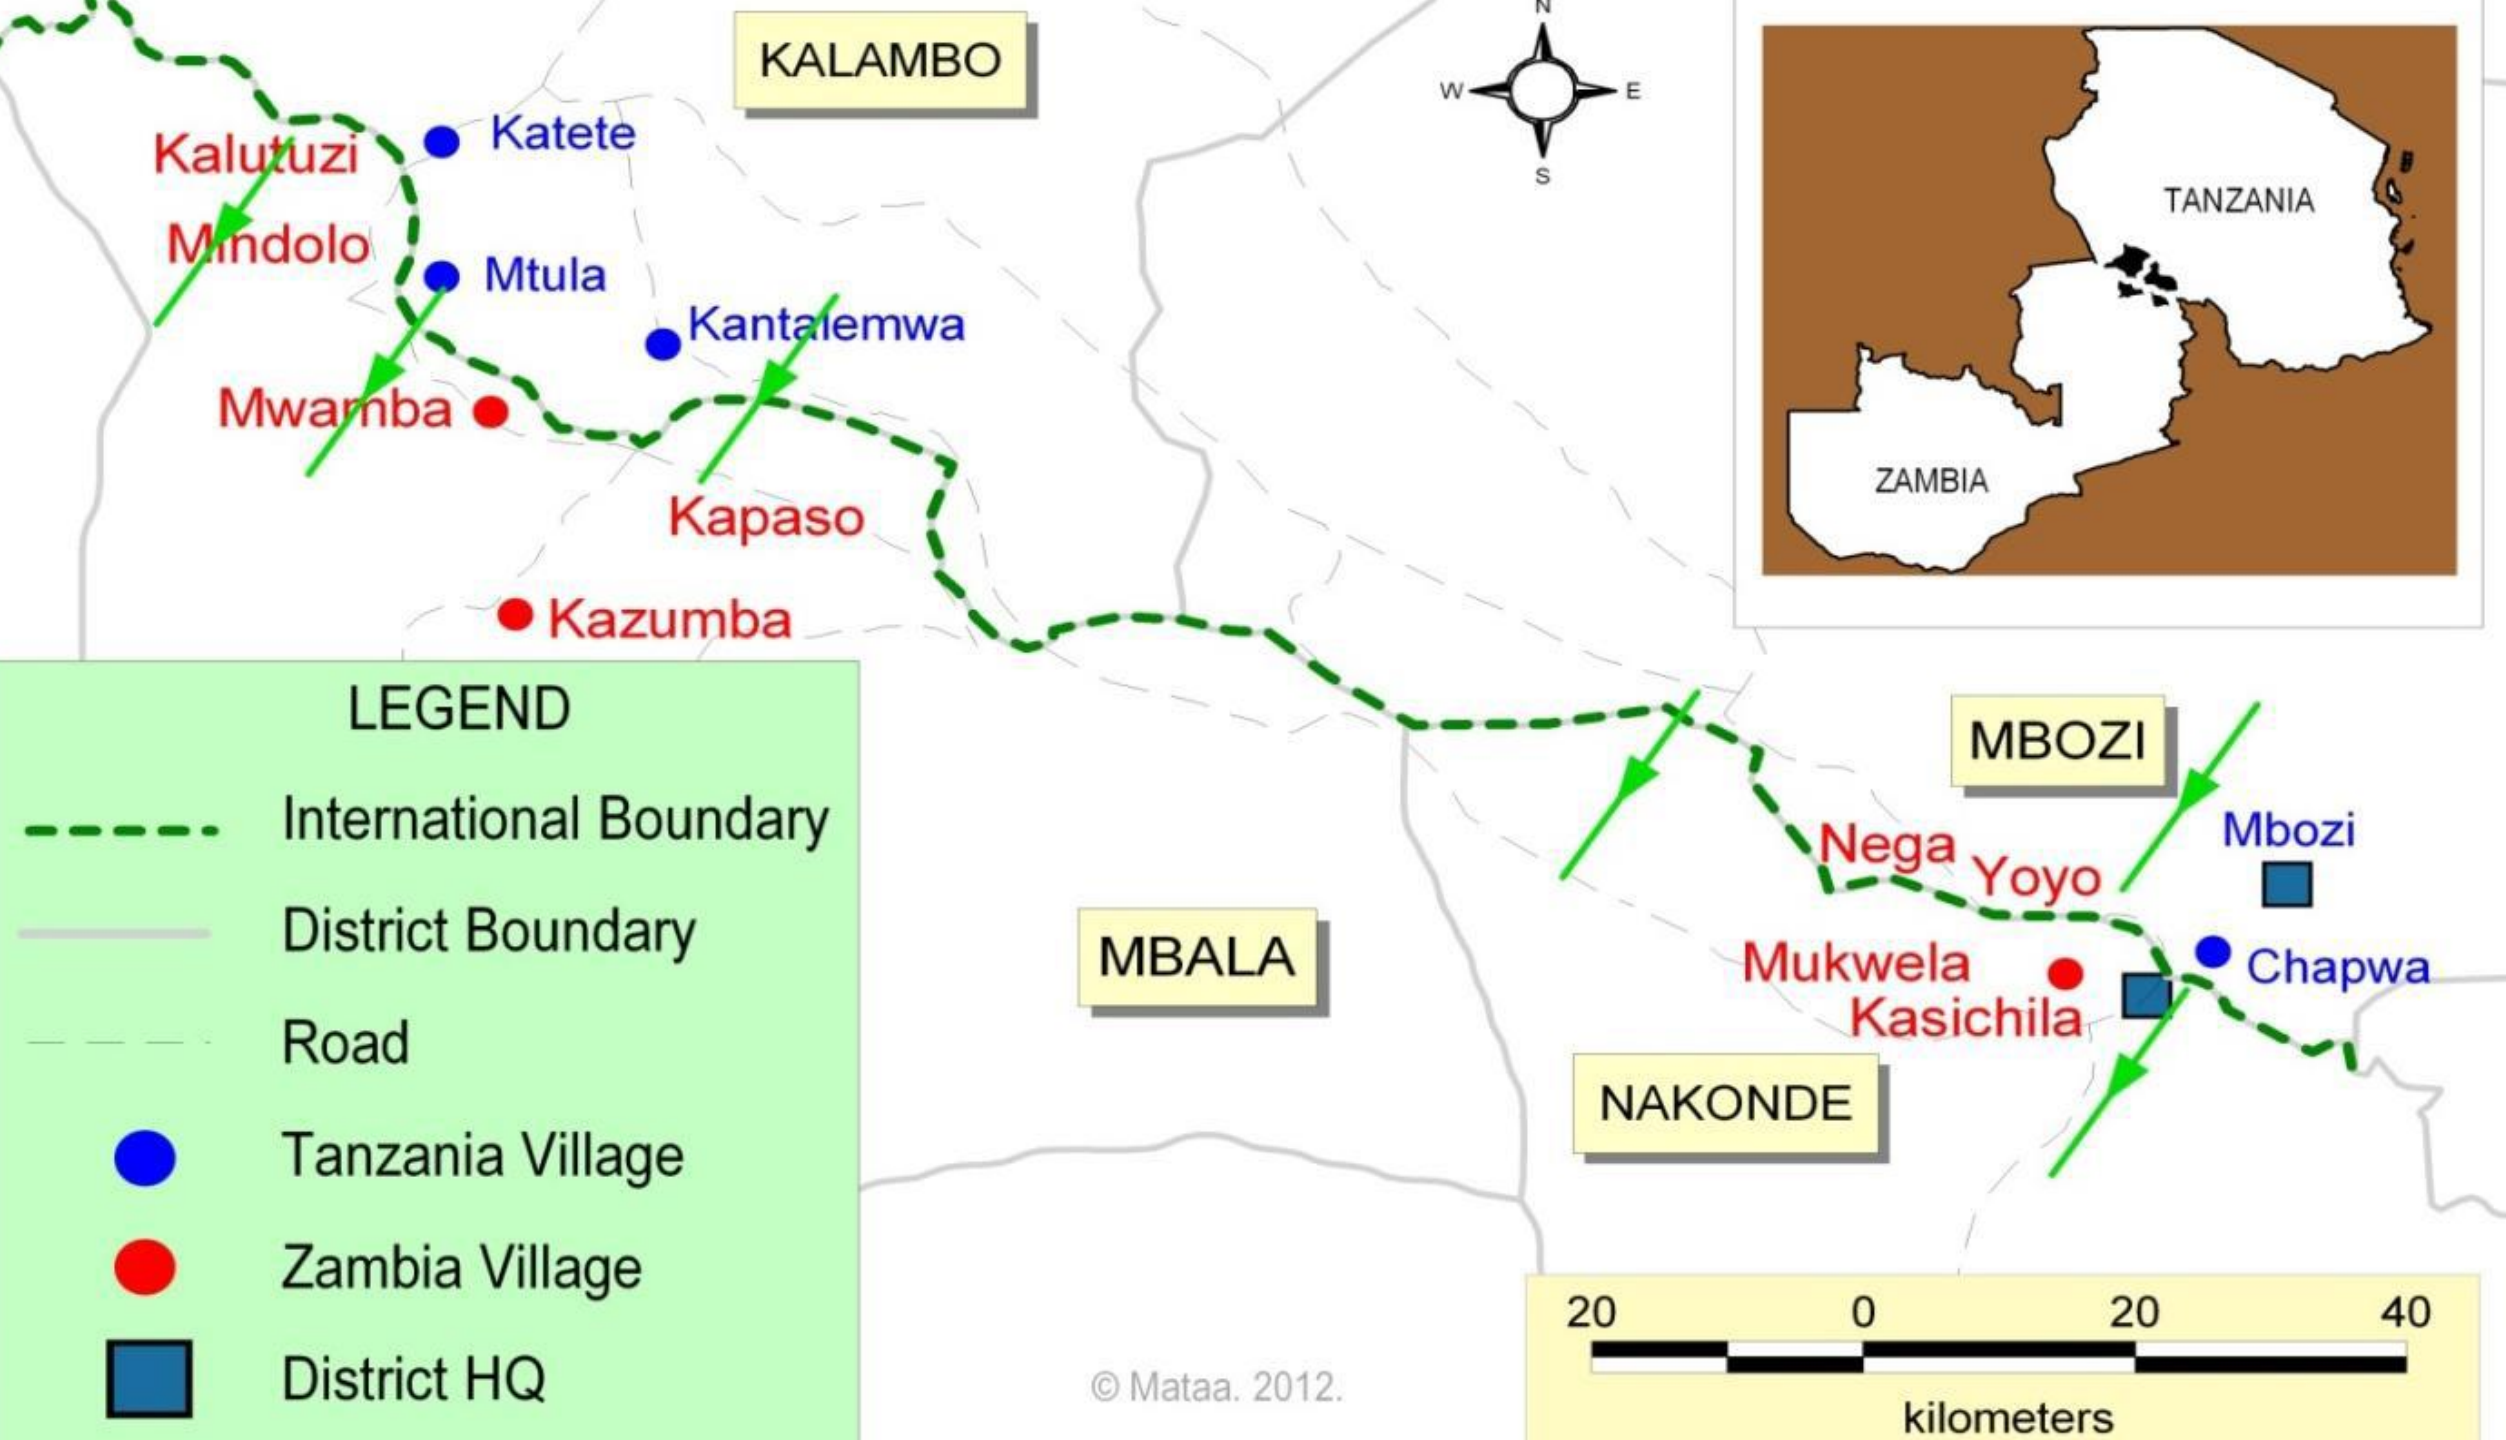 KALAMBO
N
W
E
S
TANZANIA
ZAMBIA
Katete
Kalutuzi
Mindolo
Mtula
Kantalemwa
Mwamba
Kapaso
Kazumba
MBOZI
Mbozi
Nega
Yoyo
Mukwela
Chapwa
Kasichila
MBALA
NAKONDE
LEGEND
International Boundary
District Boundary
Road
Tanzania Village
Zambia Village
District HQ
© Mataa. 2012.
20 0 20 40
kilometers